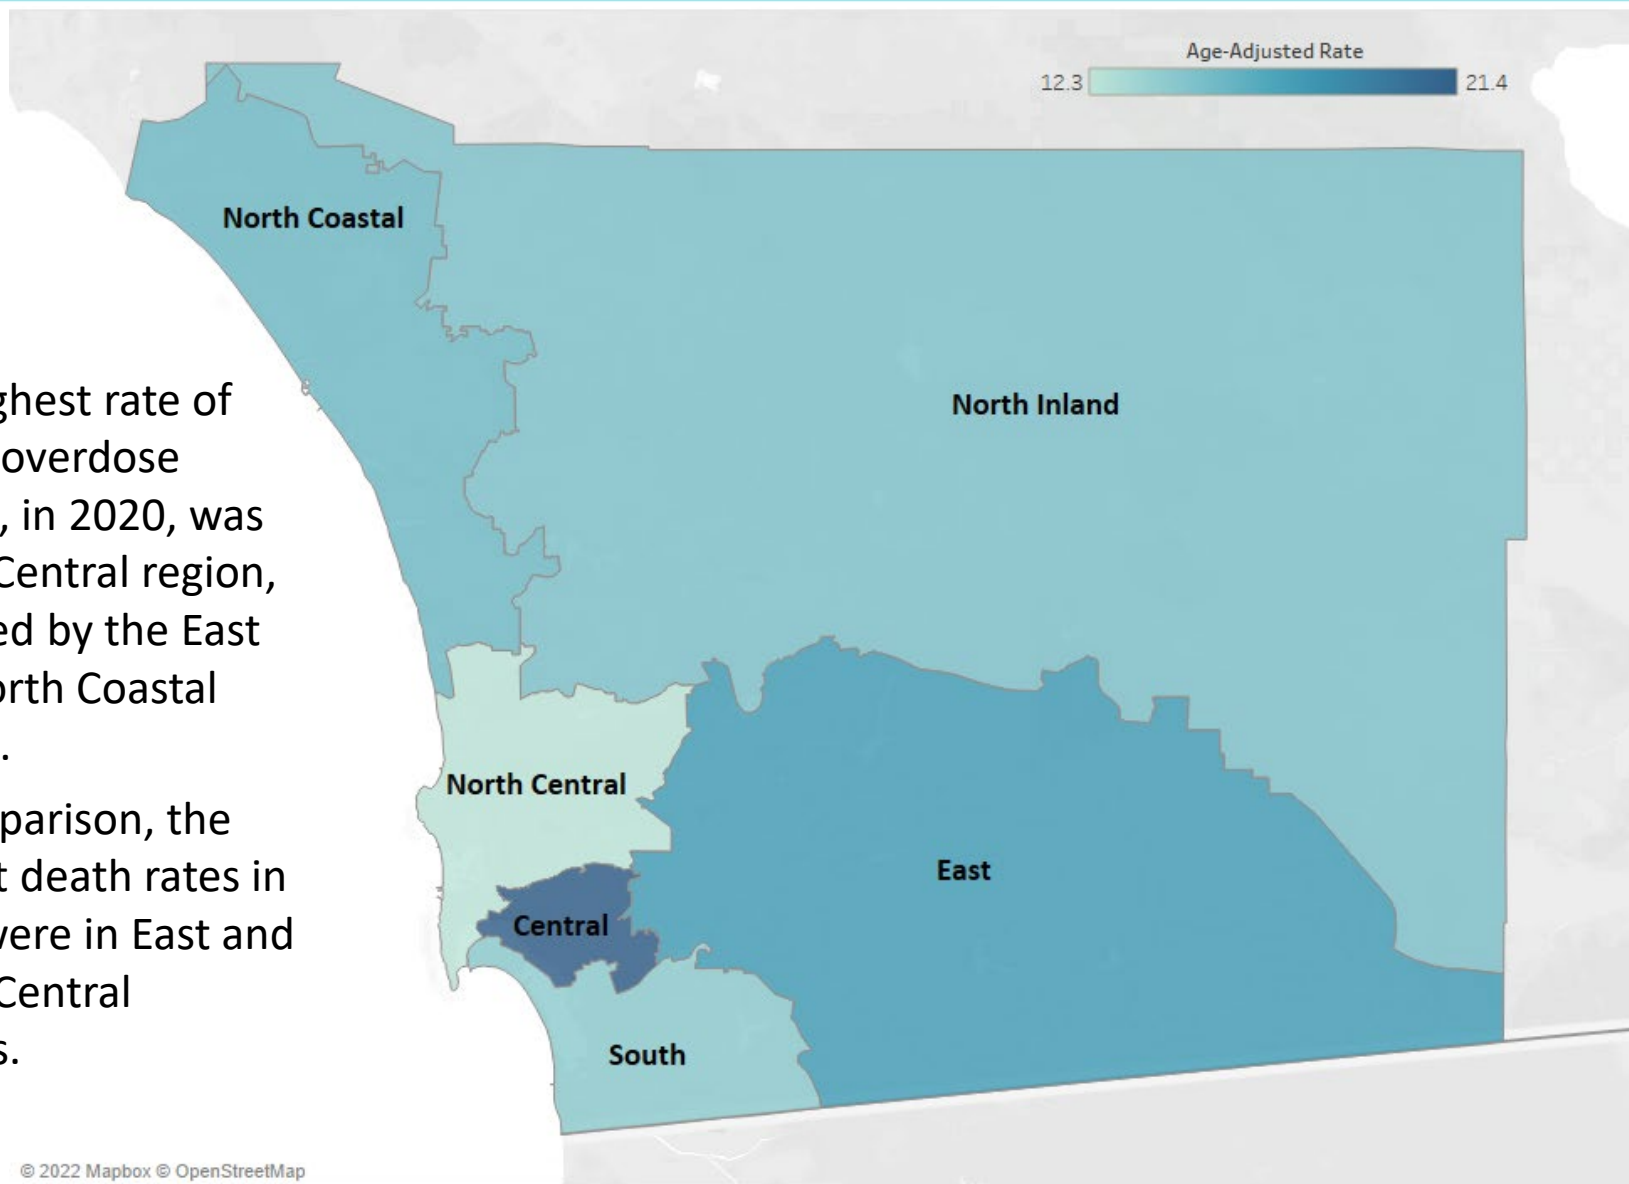 Age-Adjusted Rate
12.3
21.4
North Coastal
North Inland
ghest rate of
overdose
, in 2020, was
Central region,
ed by the East
orth Coastal
.
parison, the
t death rates in
were in East and
Central
s.
North Central
East
Central
South
© 2022 Mapbox © OpenStreetMap